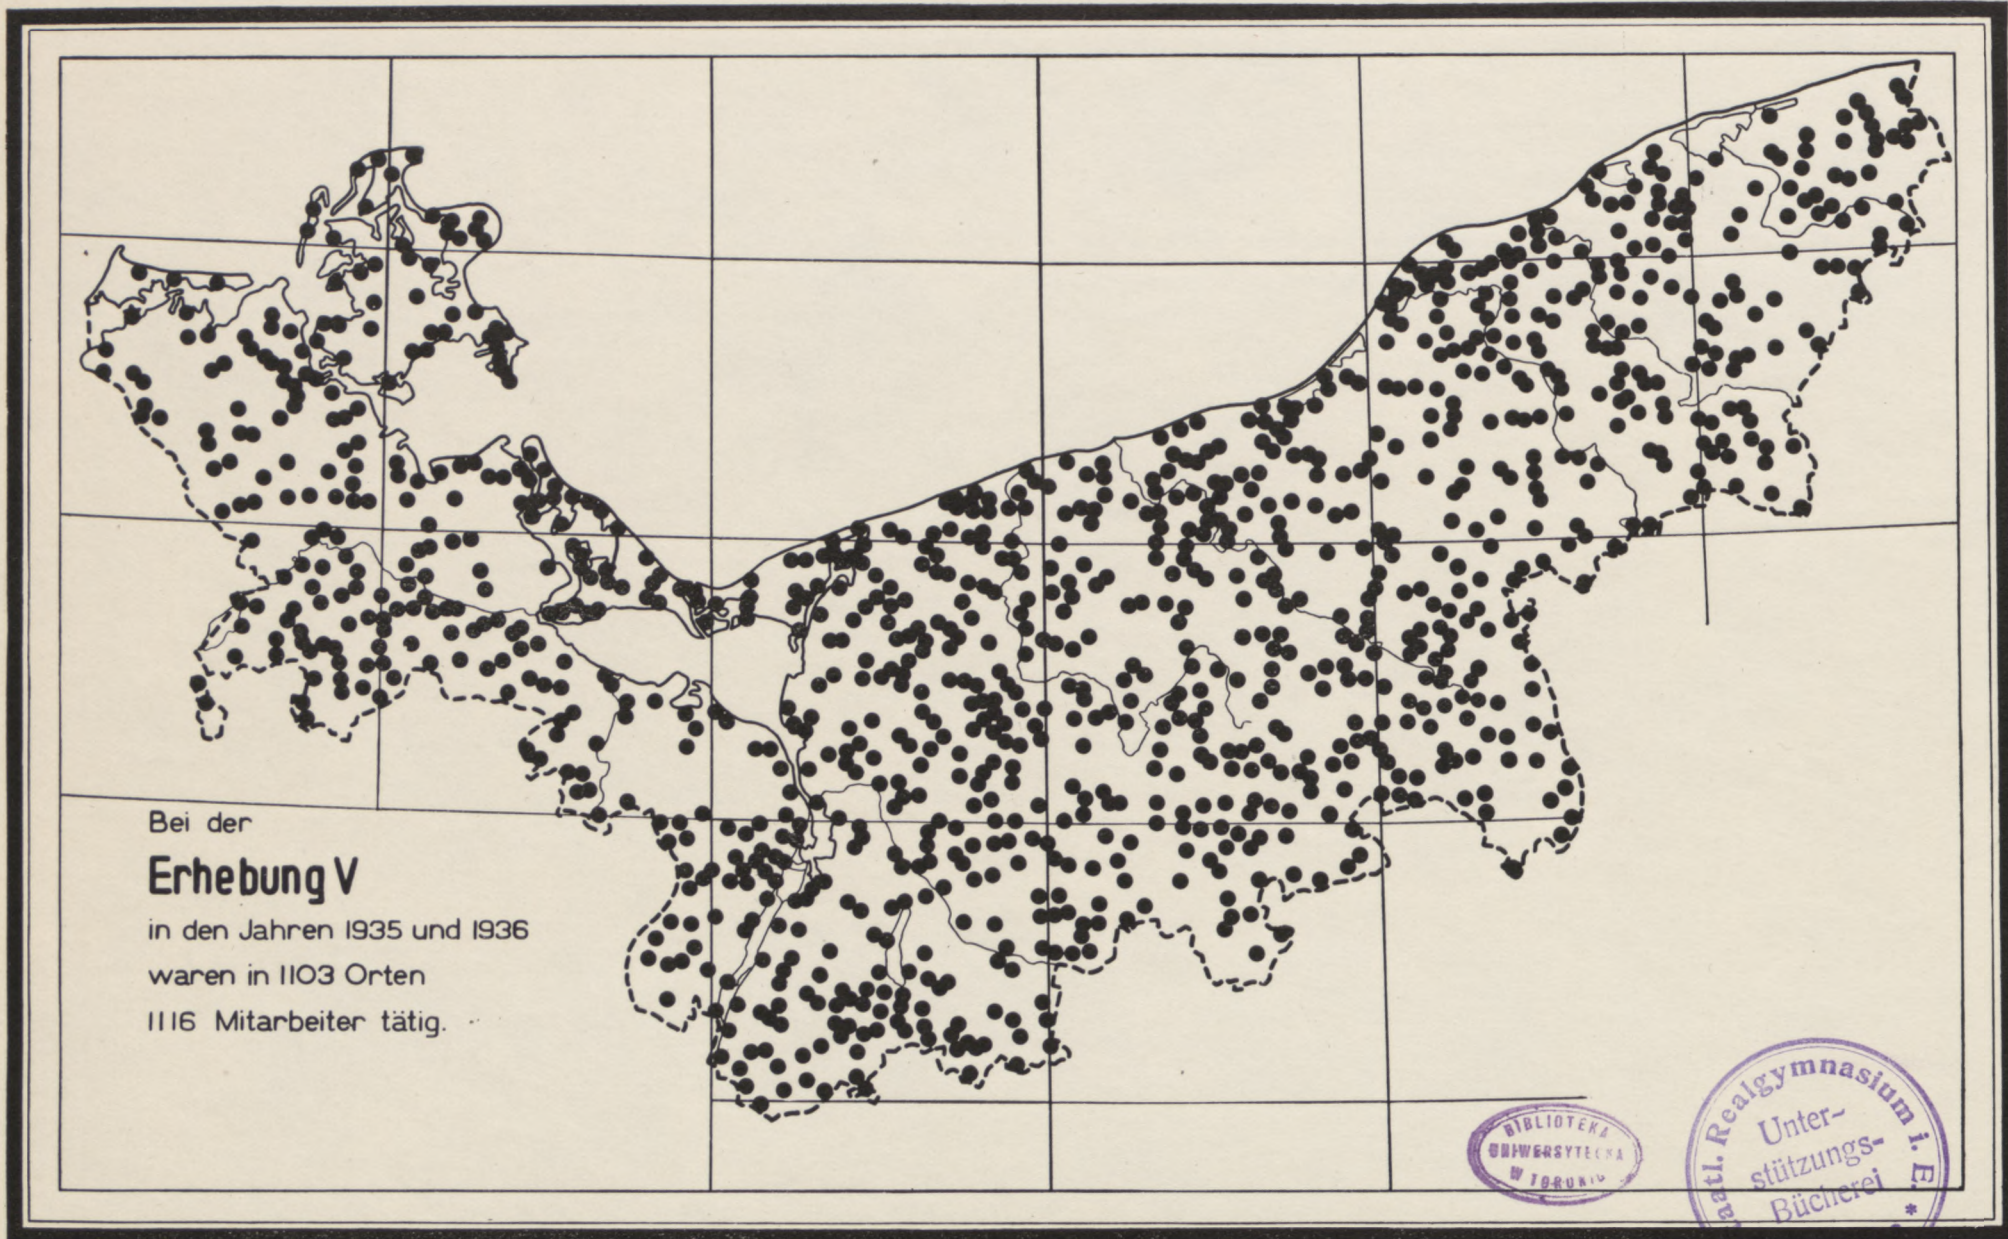 Bei der
Erhebung V
in den Jahren 1935 und 1936
waren in 1103 Orten
1116 Mitarbeiter tätig.
BIBLIOTEKA
UNIWERSYTECKA
W TORUNIU
Realgymnasium i. E. *
Unter-
stützungs-
Bücherei